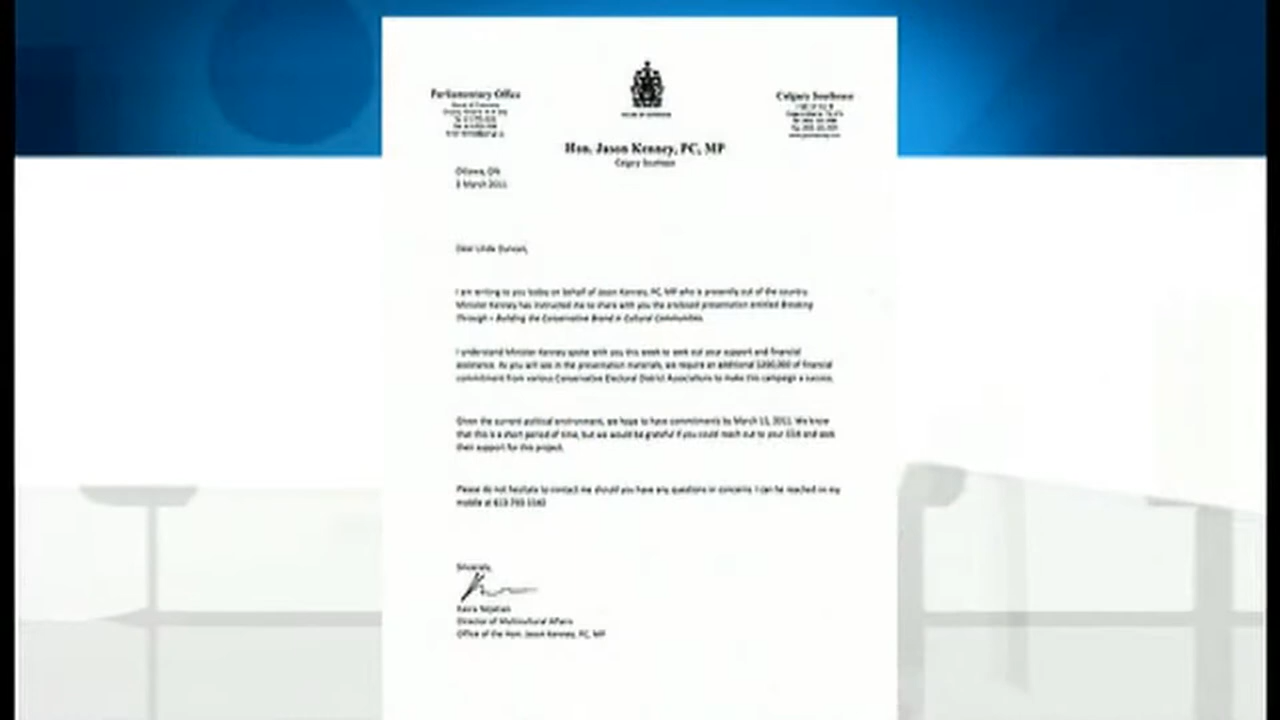 Parliamentary Office
Calgary Southeast
Hon. Jason Kenney, PC, MP
Calgary Southeast
Ottawa, ON
March 2011
Dear Linda Duncan,
I am writing to you today on behalf of Jason Kenney, PC, MP who is presently out of the country.
Minister Kenney has instructed me to share with you the enclosed presentation entitled Breaking
Through - Building the Conservative Brand in Cultural Communities.
I understand Minister Kenney spoke with you this week to seek out your support and financial
assistance. As you will see in the presentation materials, we require an additional $200,000 of financial
commitment from various Conservative Electoral District Associations to make this campaign a success.
Given the current political environment, we hope to have commitments by March 2011. We know
that this is a short period of time, but we would be grateful if you could reach out to your EDA and seek
their support for this project.
Please do not hesitate to contact me should you have any questions or concerns. I can be reached on my
mobile at
Sincerely,
Director of Multicultural Affairs
Office of the Hon. Jason Kenney, PC, MP